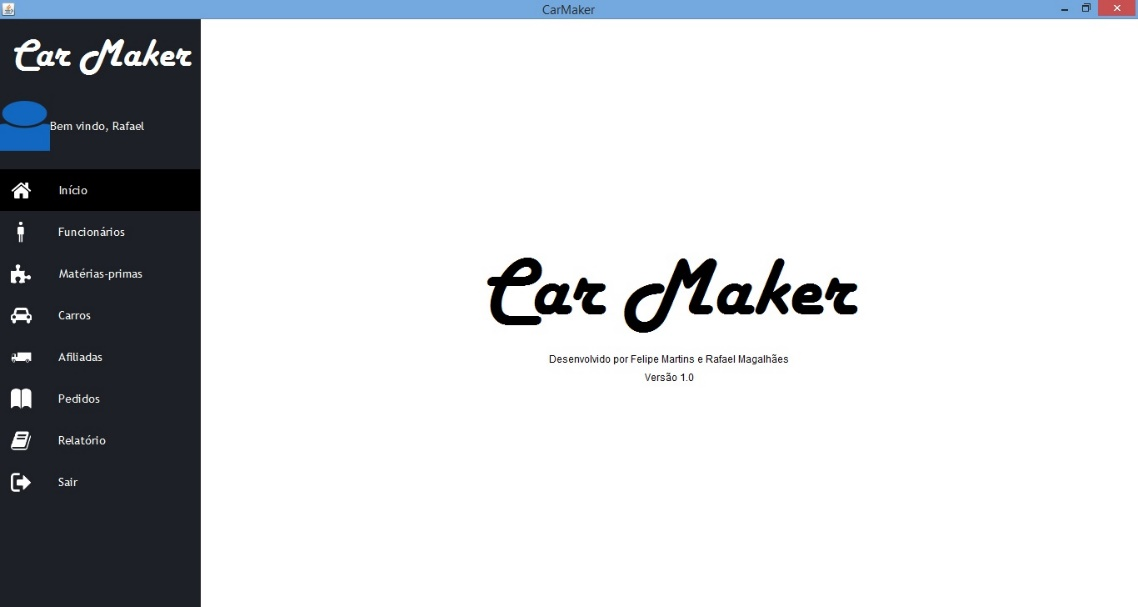 CarMaker
Car Maker
Bem vindo, Rafael
Início
Funcionários
Matérias-primas
Carros
Afiliadas
Pedidos
Relatório
Sair
Car Maker
Desenvolvido por Felipe Martins e Rafael Magalhães
Versão 1.0